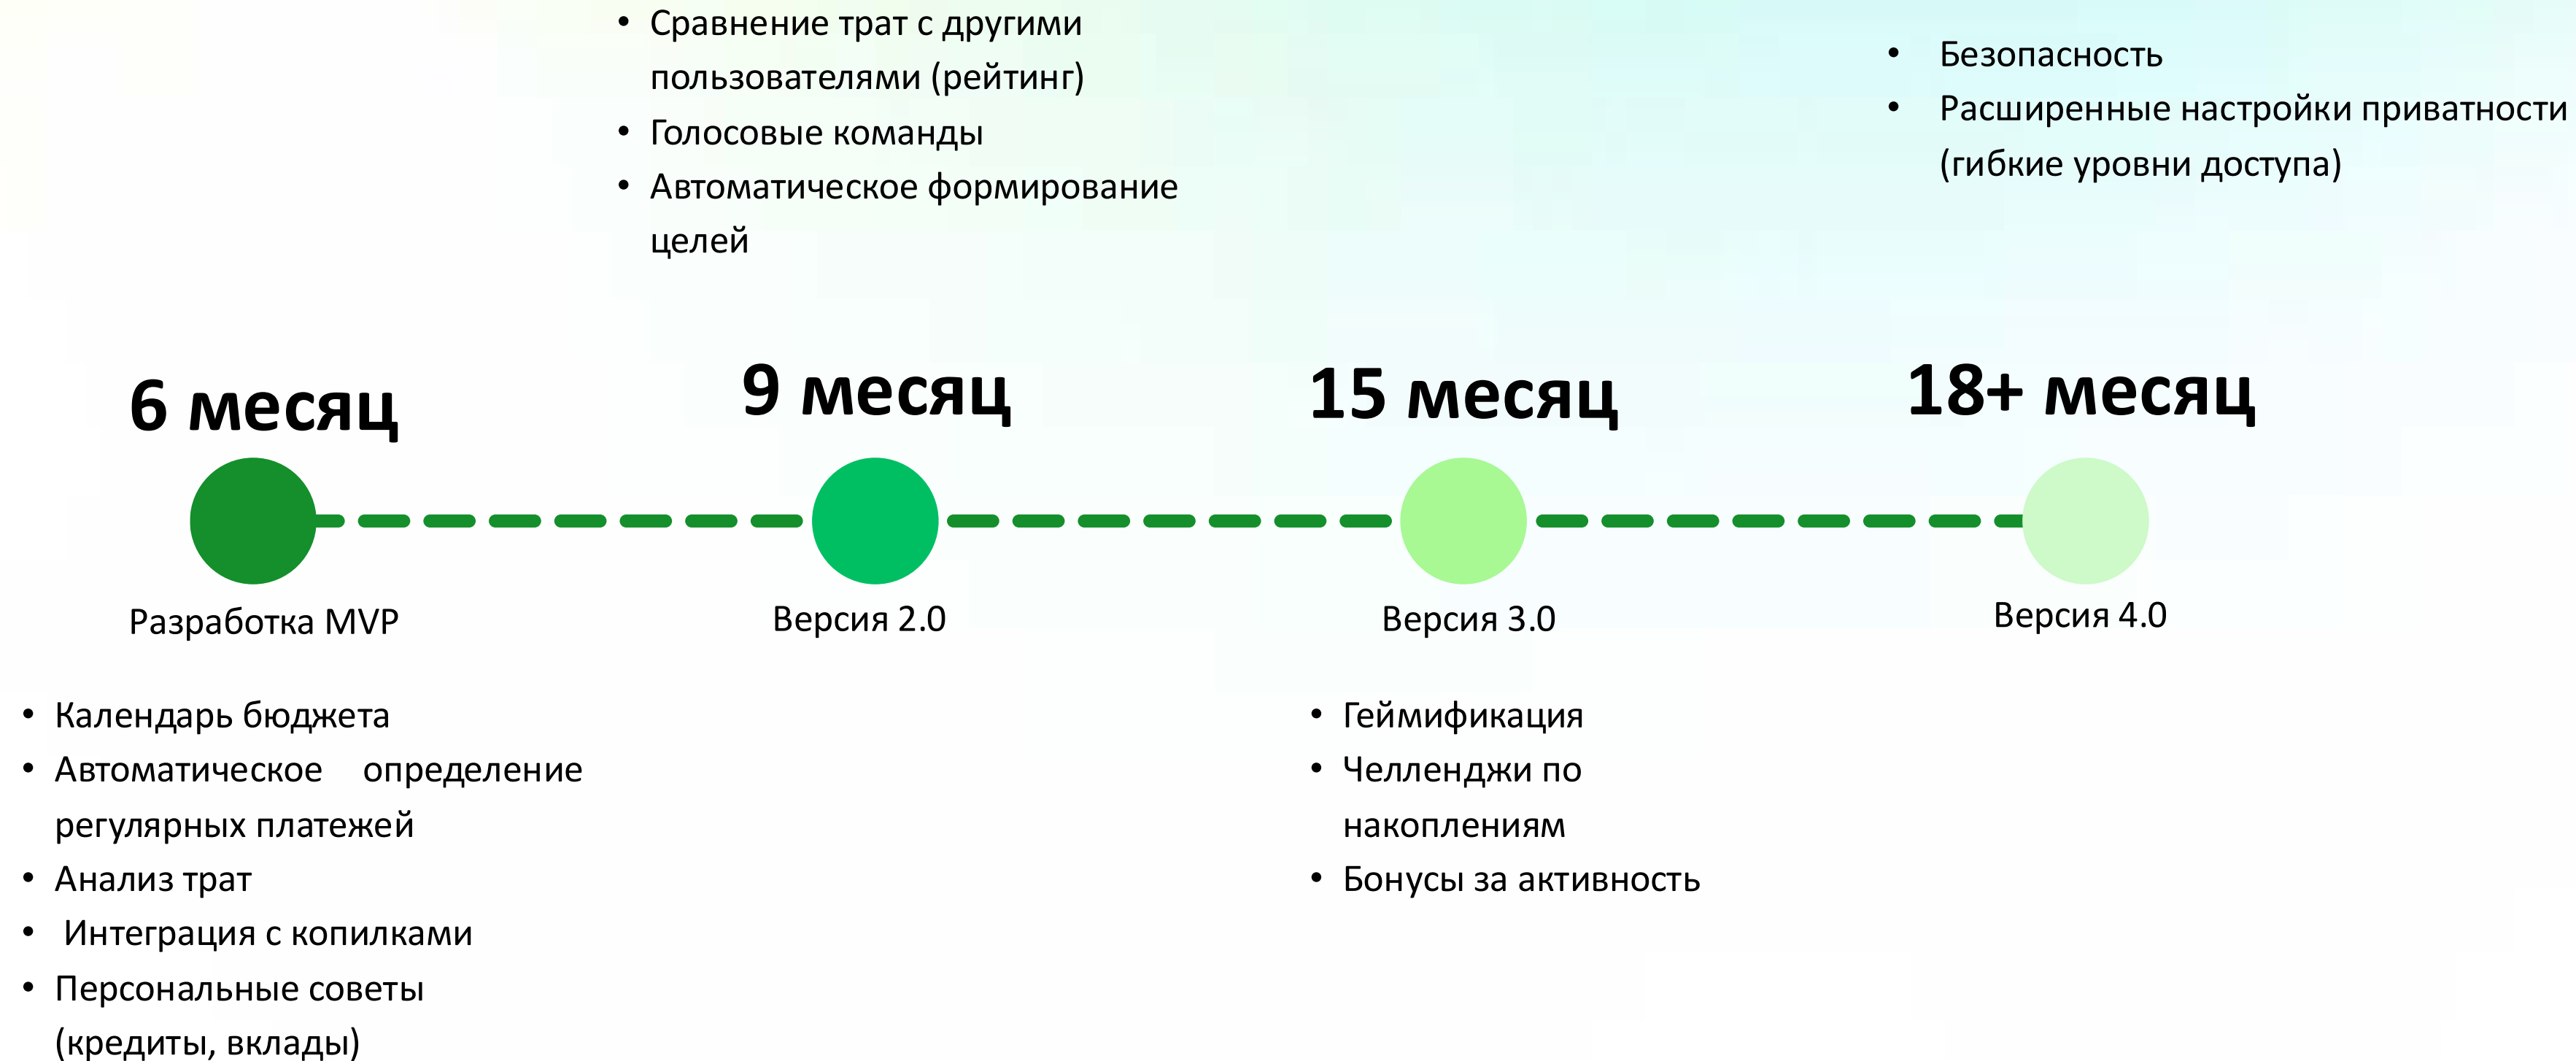 • Сравнение трат с другими
пользователями (рейтинг)
• Голосовые команды
• Автоматическое формирование
целей
• Безопасность
• Расширенные настройки приватности
(гибкие уровни доступа)
6 месяц
9 месяц
15 месяц
18+ месяц
Разработка MVP
Версия 2.0
Версия 3.0
Версия 4.0
• Календарь бюджета
• Автоматическое определение
регулярных платежей
• Анализ трат
• Интеграция с копилками
• Персональные советы
(кредиты, вклады)
• Геймификация
• Челленджи по
накоплениям
• Бонусы за активность